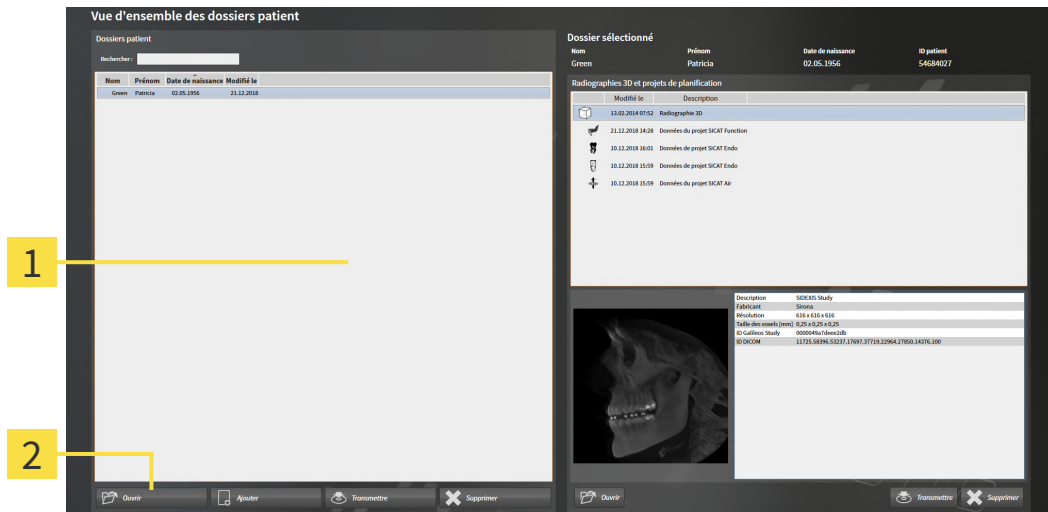 Vue d'ensemble des dossiers patient
Dossiers patient
Rechercher:
Nom Prénom Date de naissance Modifié le
Green Patricia 02.05.1956 21.12.2018
1
2
Ouvrir Ajouter Transmettre Supprimer
Dossier sélectionné
Nom Prénom Date de naissance ID patient
Green Patricia 02.05.1956 54684027
Radiographies 3D et projets de planification
Modifié le Description
13.02.2014 07:52 Radiographie 3D
21.12.2018 14:28 Données du projet SICAT Function
10.12.2018 16:01 Données de projet SICAT Endo
10.12.2018 15:59 Données de projet SICAT Endo
10.12.2018 15:59 Données du projet SICAT Air
Description SIDEXIS Study
Fabricant Sirona
Résolution 616 x 616 x 616
Taille des voxels [mm] 0,25 x 0,25 x 0,25
ID Galileos Study 0000049a7deee2db
ID DICOM 11725.58396.53237.17697.37719.22964.27850.14376.100
Ouvrir Transmettre Supprimer